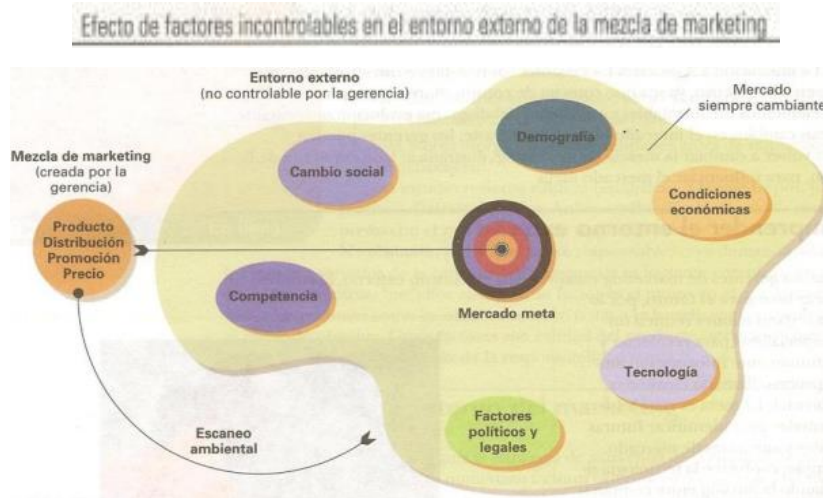 Efecto de factores incontrolables en el entorno externo de la mezcla de marketing
Entorno externo
(no controlable por la gerencia)
Mercado
siempre cambiante
Demografía
Mezcla de marketing
(creada por la
gerencia)
Cambio social
Condiciones
económicas
Producto
Distribución
Promoción
Precio
Competencia
Mercado meta
Tecnología
Factores
políticos y
legales
Escaneo
ambiental